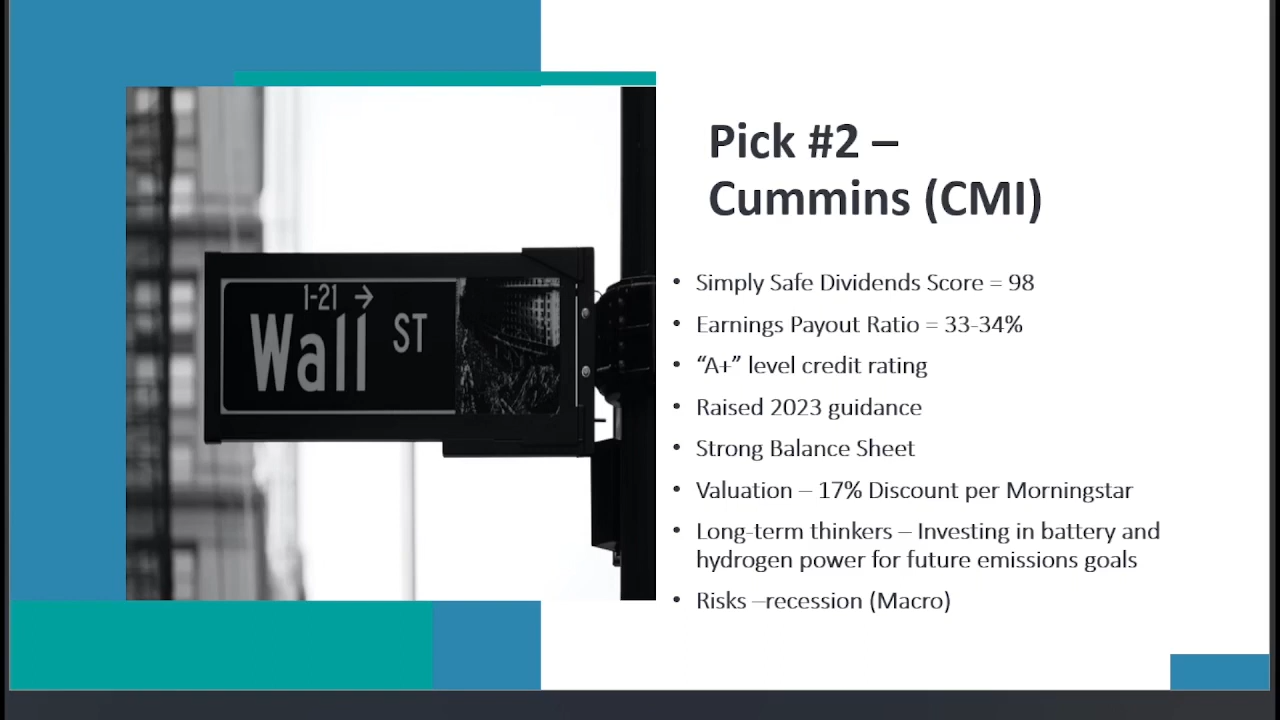 1-21 →
Wall ST
Pick #2 –
Cummins (CMI)
• Simply Safe Dividends Score = 98
• Earnings Payout Ratio = 33-34%
• “A+” level credit rating
• Raised 2023 guidance
• Strong Balance Sheet
• Valuation – 17% Discount per Morningstar
• Long-term thinkers – Investing in battery and
hydrogen power for future emissions goals
• Risks –recession (Macro)